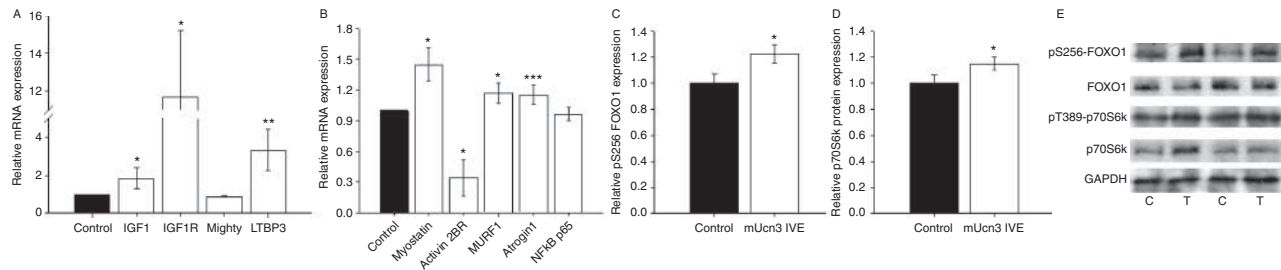 A
Relative mRNA expression
16
12
4
2
0
*
*
**
Control IGF1 IGF1R Mighty LTBP3
B
Relative mRNA expression
1.8
1.5
1.2
0.9
0.6
0.3
0.0
*
*
*
***
Control
Myostatin
Activin 2BR
MURF1
Atrogin1
NFkB p65
C
Relative pS256 FOXO1 expression
1.4
1.2
1.0
0.8
0.6
0.4
0.2
0.0
*
Control mUcn3 IVE
D
Relative p70S6k protein expression
1.4
1.2
1.0
0.8
0.6
0.4
0.2
0.0
*
Control mUcn3 IVE
E
pS256-FOXO1
FOXO1
pT389-p70S6k
p70S6k
GAPDH
C T C T